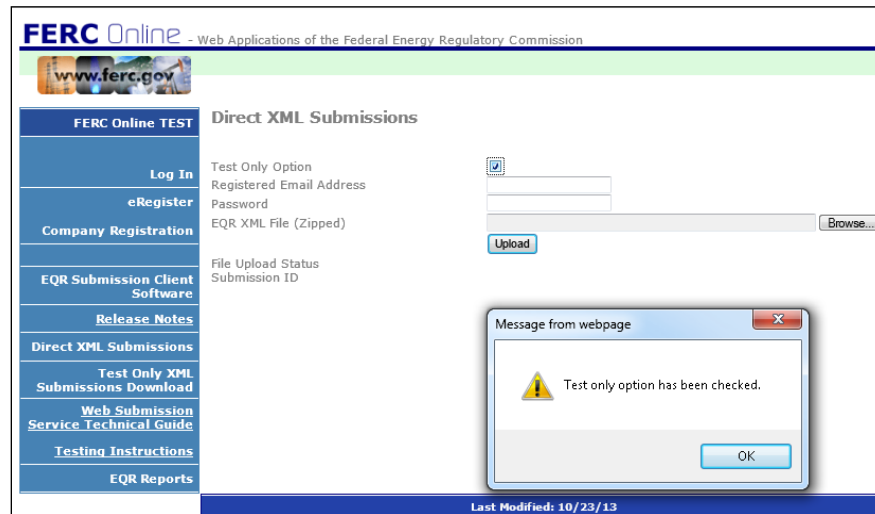 FERC Online - Web Applications of the Federal Energy Regulatory Commission
www.ferc.gov
FERC Online TEST
Log In
eRegister
Company Registration
EQR Submission Client
Software
Release Notes
Direct XML Submissions
Test Only XML
Submissions Download
Web Submission
Service Technical Guide
Testing Instructions
EQR Reports
Direct XML Submissions
Test Only Option
Registered Email Address
Password
EQR XML File (Zipped)
Browse...
Upload
File Upload Status
Submission ID
Message from webpage
Test only option has been checked.
OK
Last Modified: 10/23/13